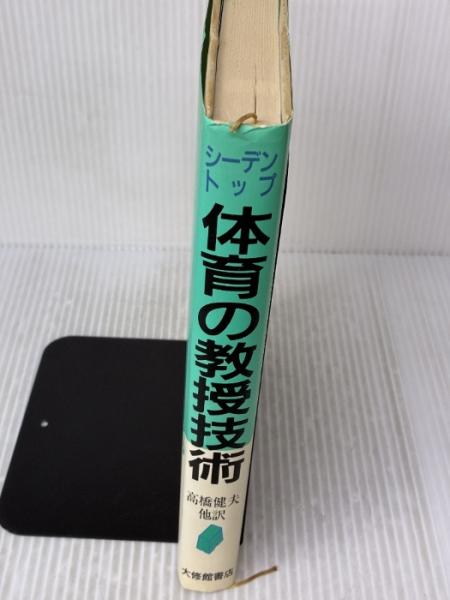 シーデン
トップ
体育の教授技術
高橋健夫
他訳
大修館書店